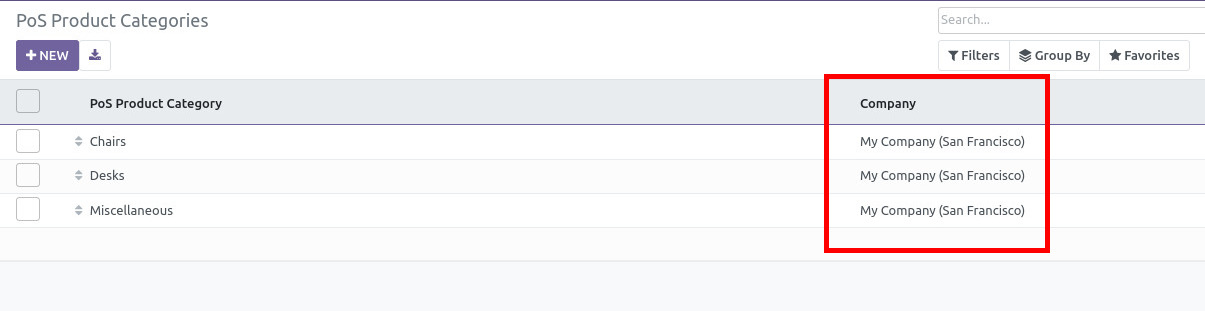 PoS Product Categories
Search...
NEW
Filters Group By Favorites
PoS Product Category Company
Chairs My Company (San Francisco)
Desks My Company (San Francisco)
Miscellaneous My Company (San Francisco)